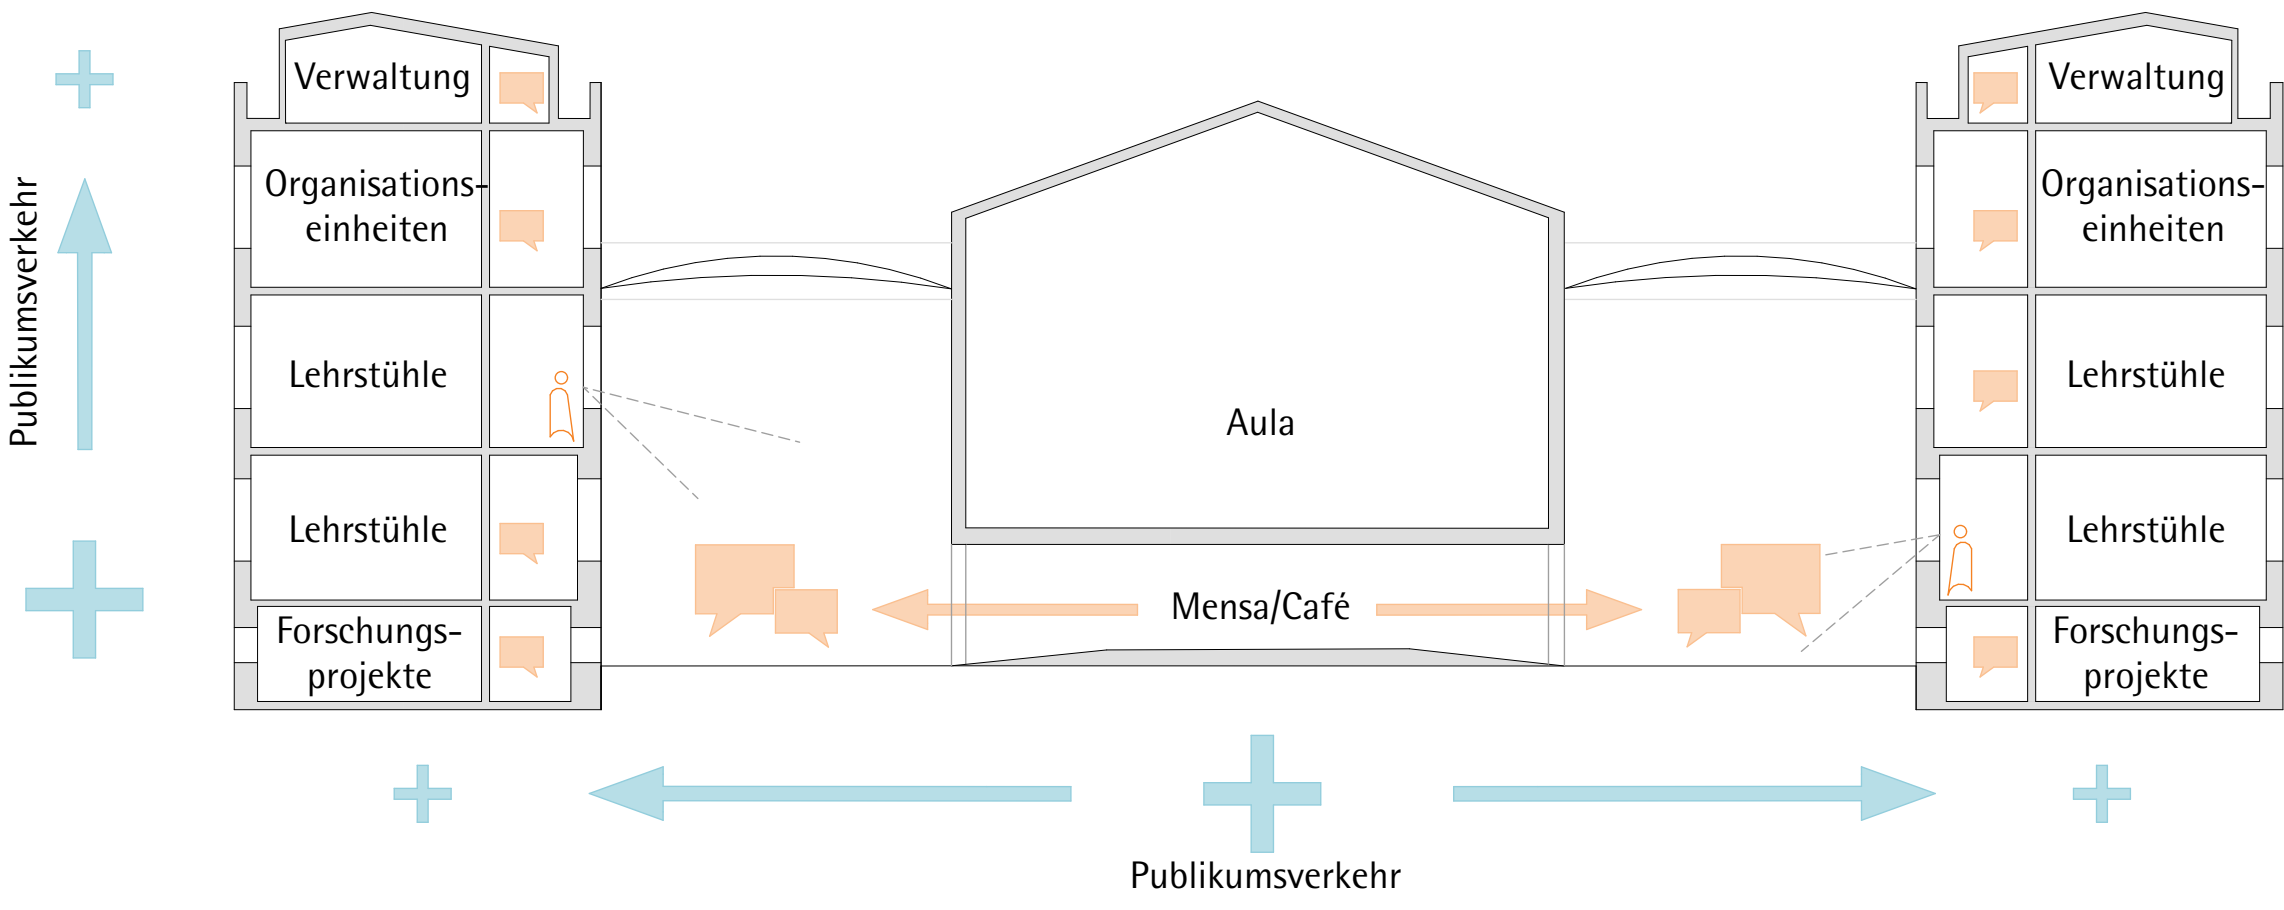 Verwaltung
Organisations-
einheiten
Lehrstühle
Lehrstühle
Forschungs-
projekte
Publikumsverkehr
Aula
Mensa/Café
Verwaltung
Organisations-
einheiten
Lehrstühle
Lehrstühle
Forschungs-
projekte
Publikumsverkehr